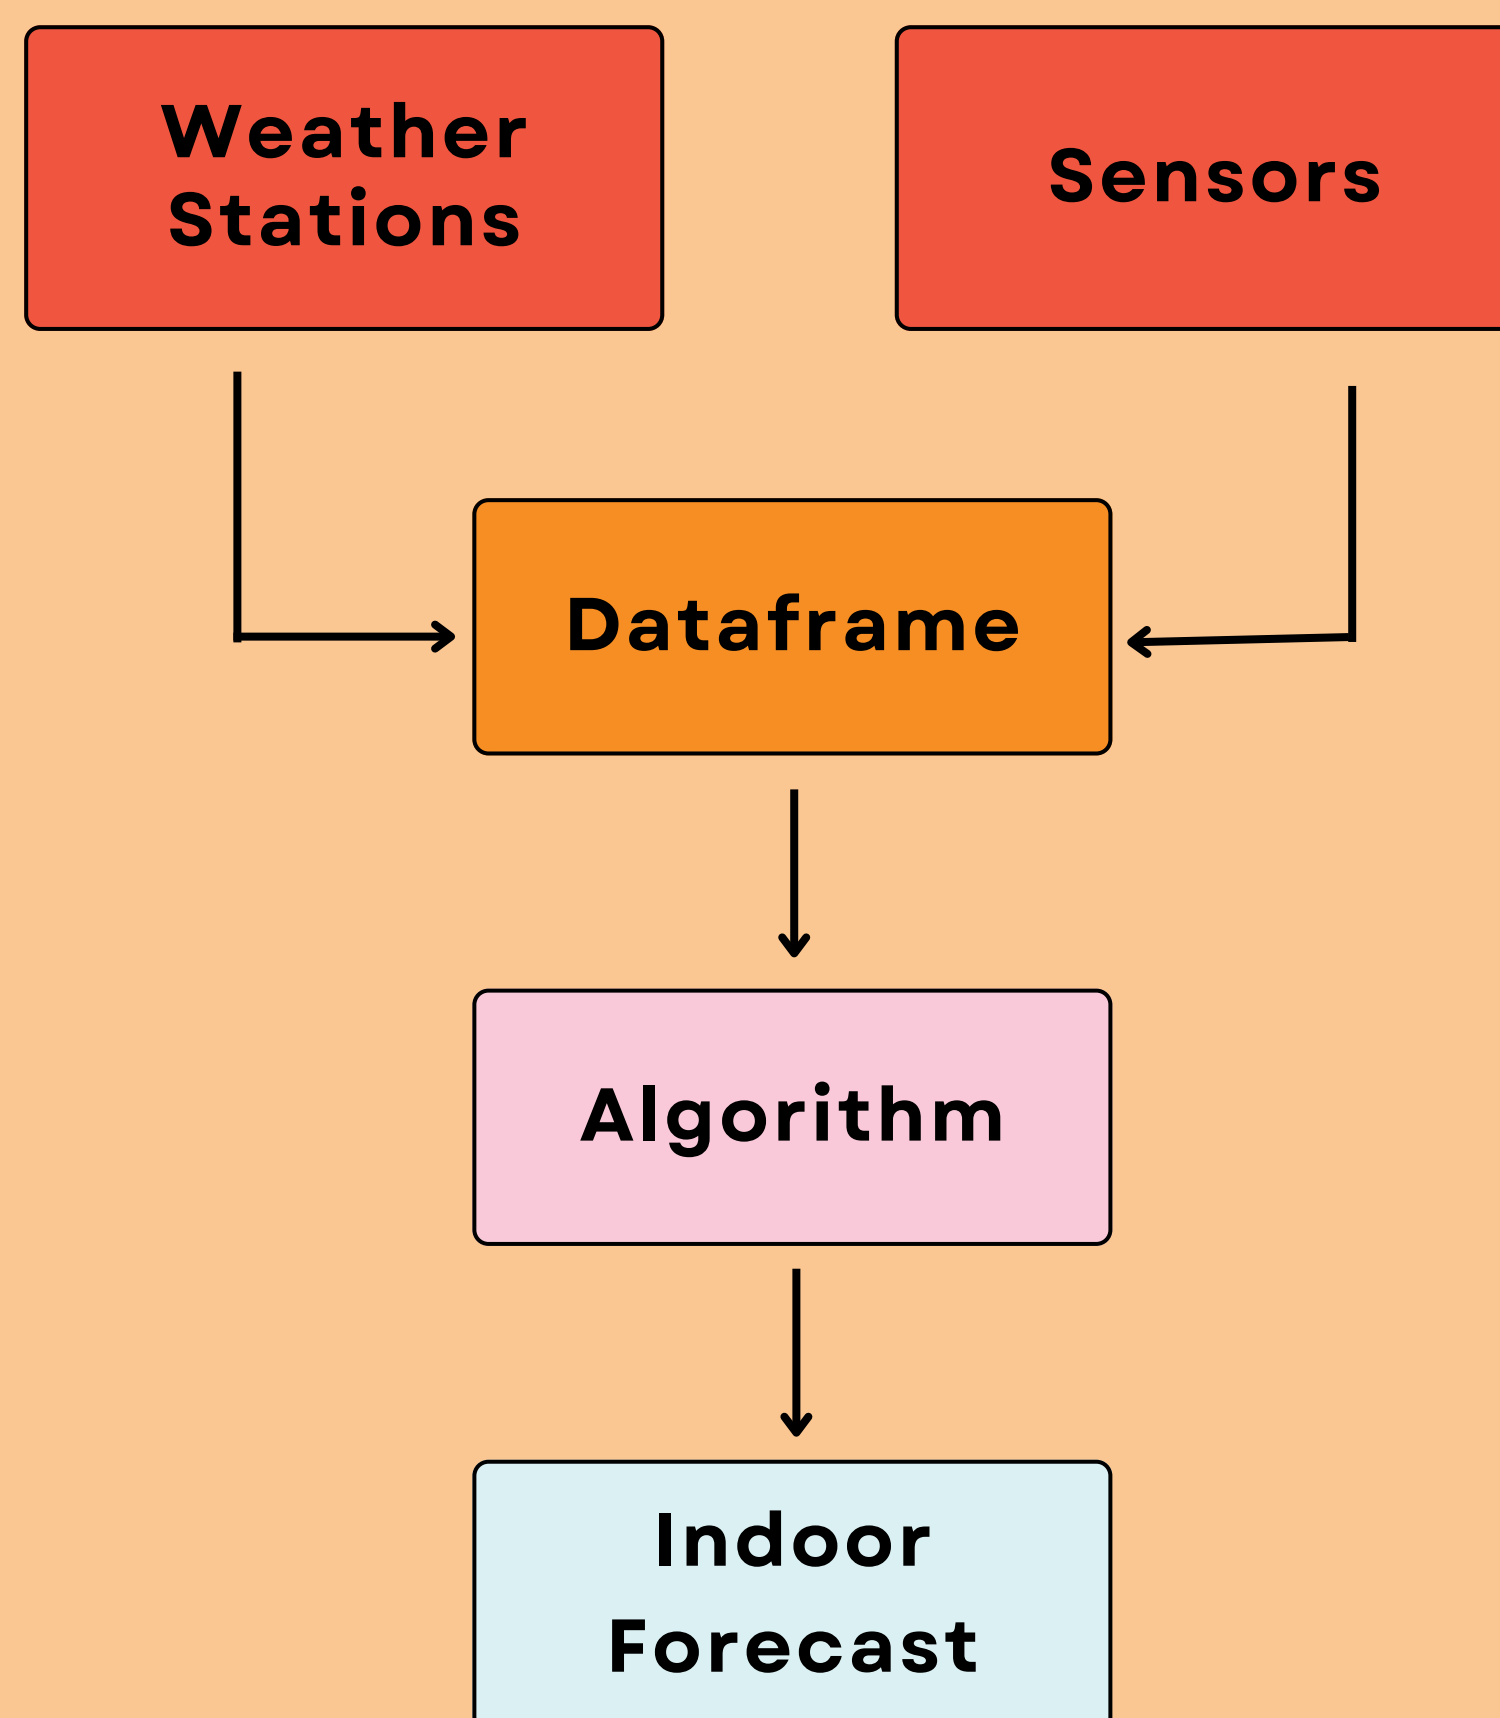 Weather
Stations
Sensors
Dataframe
Algorithm
Indoor
Forecast